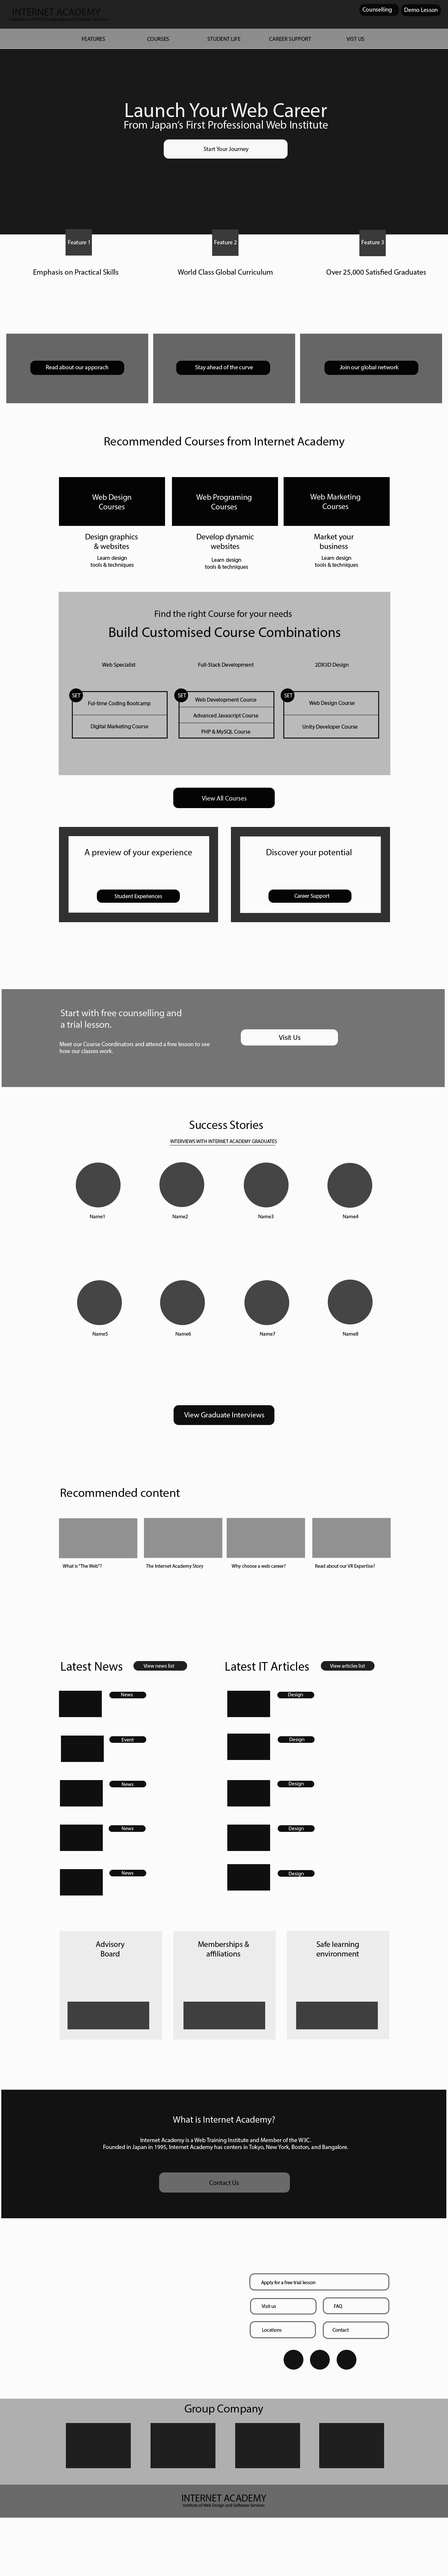 INTERNET ACADEMY
Institute of Web Design and Software Services
Counselling
Demo Lesson
FEATURES
COURSES
STUDENT LIFE
CAREER SUPPORT
VIST US
Launch Your Web Career
From Japan's First Professional Web Institute
Start Your Journey
Feature 1
Feature 2
Feature 3
Emphasis on Practical Skills
World Class Global Curriculum
Over 25,000 Satisfied Graduates
Read about our apporach
Stay ahead of the curve
Join our global network
Recommended Courses from Internet Academy
Web Design
Courses
Web Programing
Courses
Web Marketing
Courses
Design graphics
& websites
Learn design
tools & techniques
Develop dynamic
websites
Learn design
tools & techniques
Market your
business
Learn design
tools & techniques
Find the right Course for your needs
Build Customised Course Combinations
Web Specialist
Full-Stack Development
2DX3D Design
SET
Ful-time Coding Bootcamp
Digital Marketing Course
SET
Web Development Cource
Advanced Javascript Course
PHP & MySQL Course
SET
Web Design Course
Unity Developer Course
View All Courses
A preview of your experience
Student Experiences
Discover your potential
Career Support
Start with free counselling and
a trial lesson.
Meet our Course Coordinators and attend a free lesson to see
how our classes work.
Visit Us
Success Stories
INTERVIEWS WITH INTERNET ACADEMY GRADUATES
Name1
Name2
Name3
Name4
Name5
Name6
Name7
Name8
View Graduate Interviews
Recommended content
What is "The Web"?
The Internet Academy Story
Why choose a web career?
Read about our VR Expertise?
Latest News
View news list
News
Event
News
News
News
Latest IT Articles
View articles list
Design
Design
Design
Design
Design
Advisory
Board
Memberships &
affiliations
Safe learning
environment
What is Internet Academy?
Internet Academy is a Web Training Institute and Member of the W3C.
Founded in Japan in 1995, Internet Academy has centers in Tokyo, New York, Boston, and Bangalore.
Contact Us
Apply for a free trial lesson
Visit us
FAQ
Locations
Contact
Group Company
INTERNET ACADEMY
Institute of Web Design and Software Services